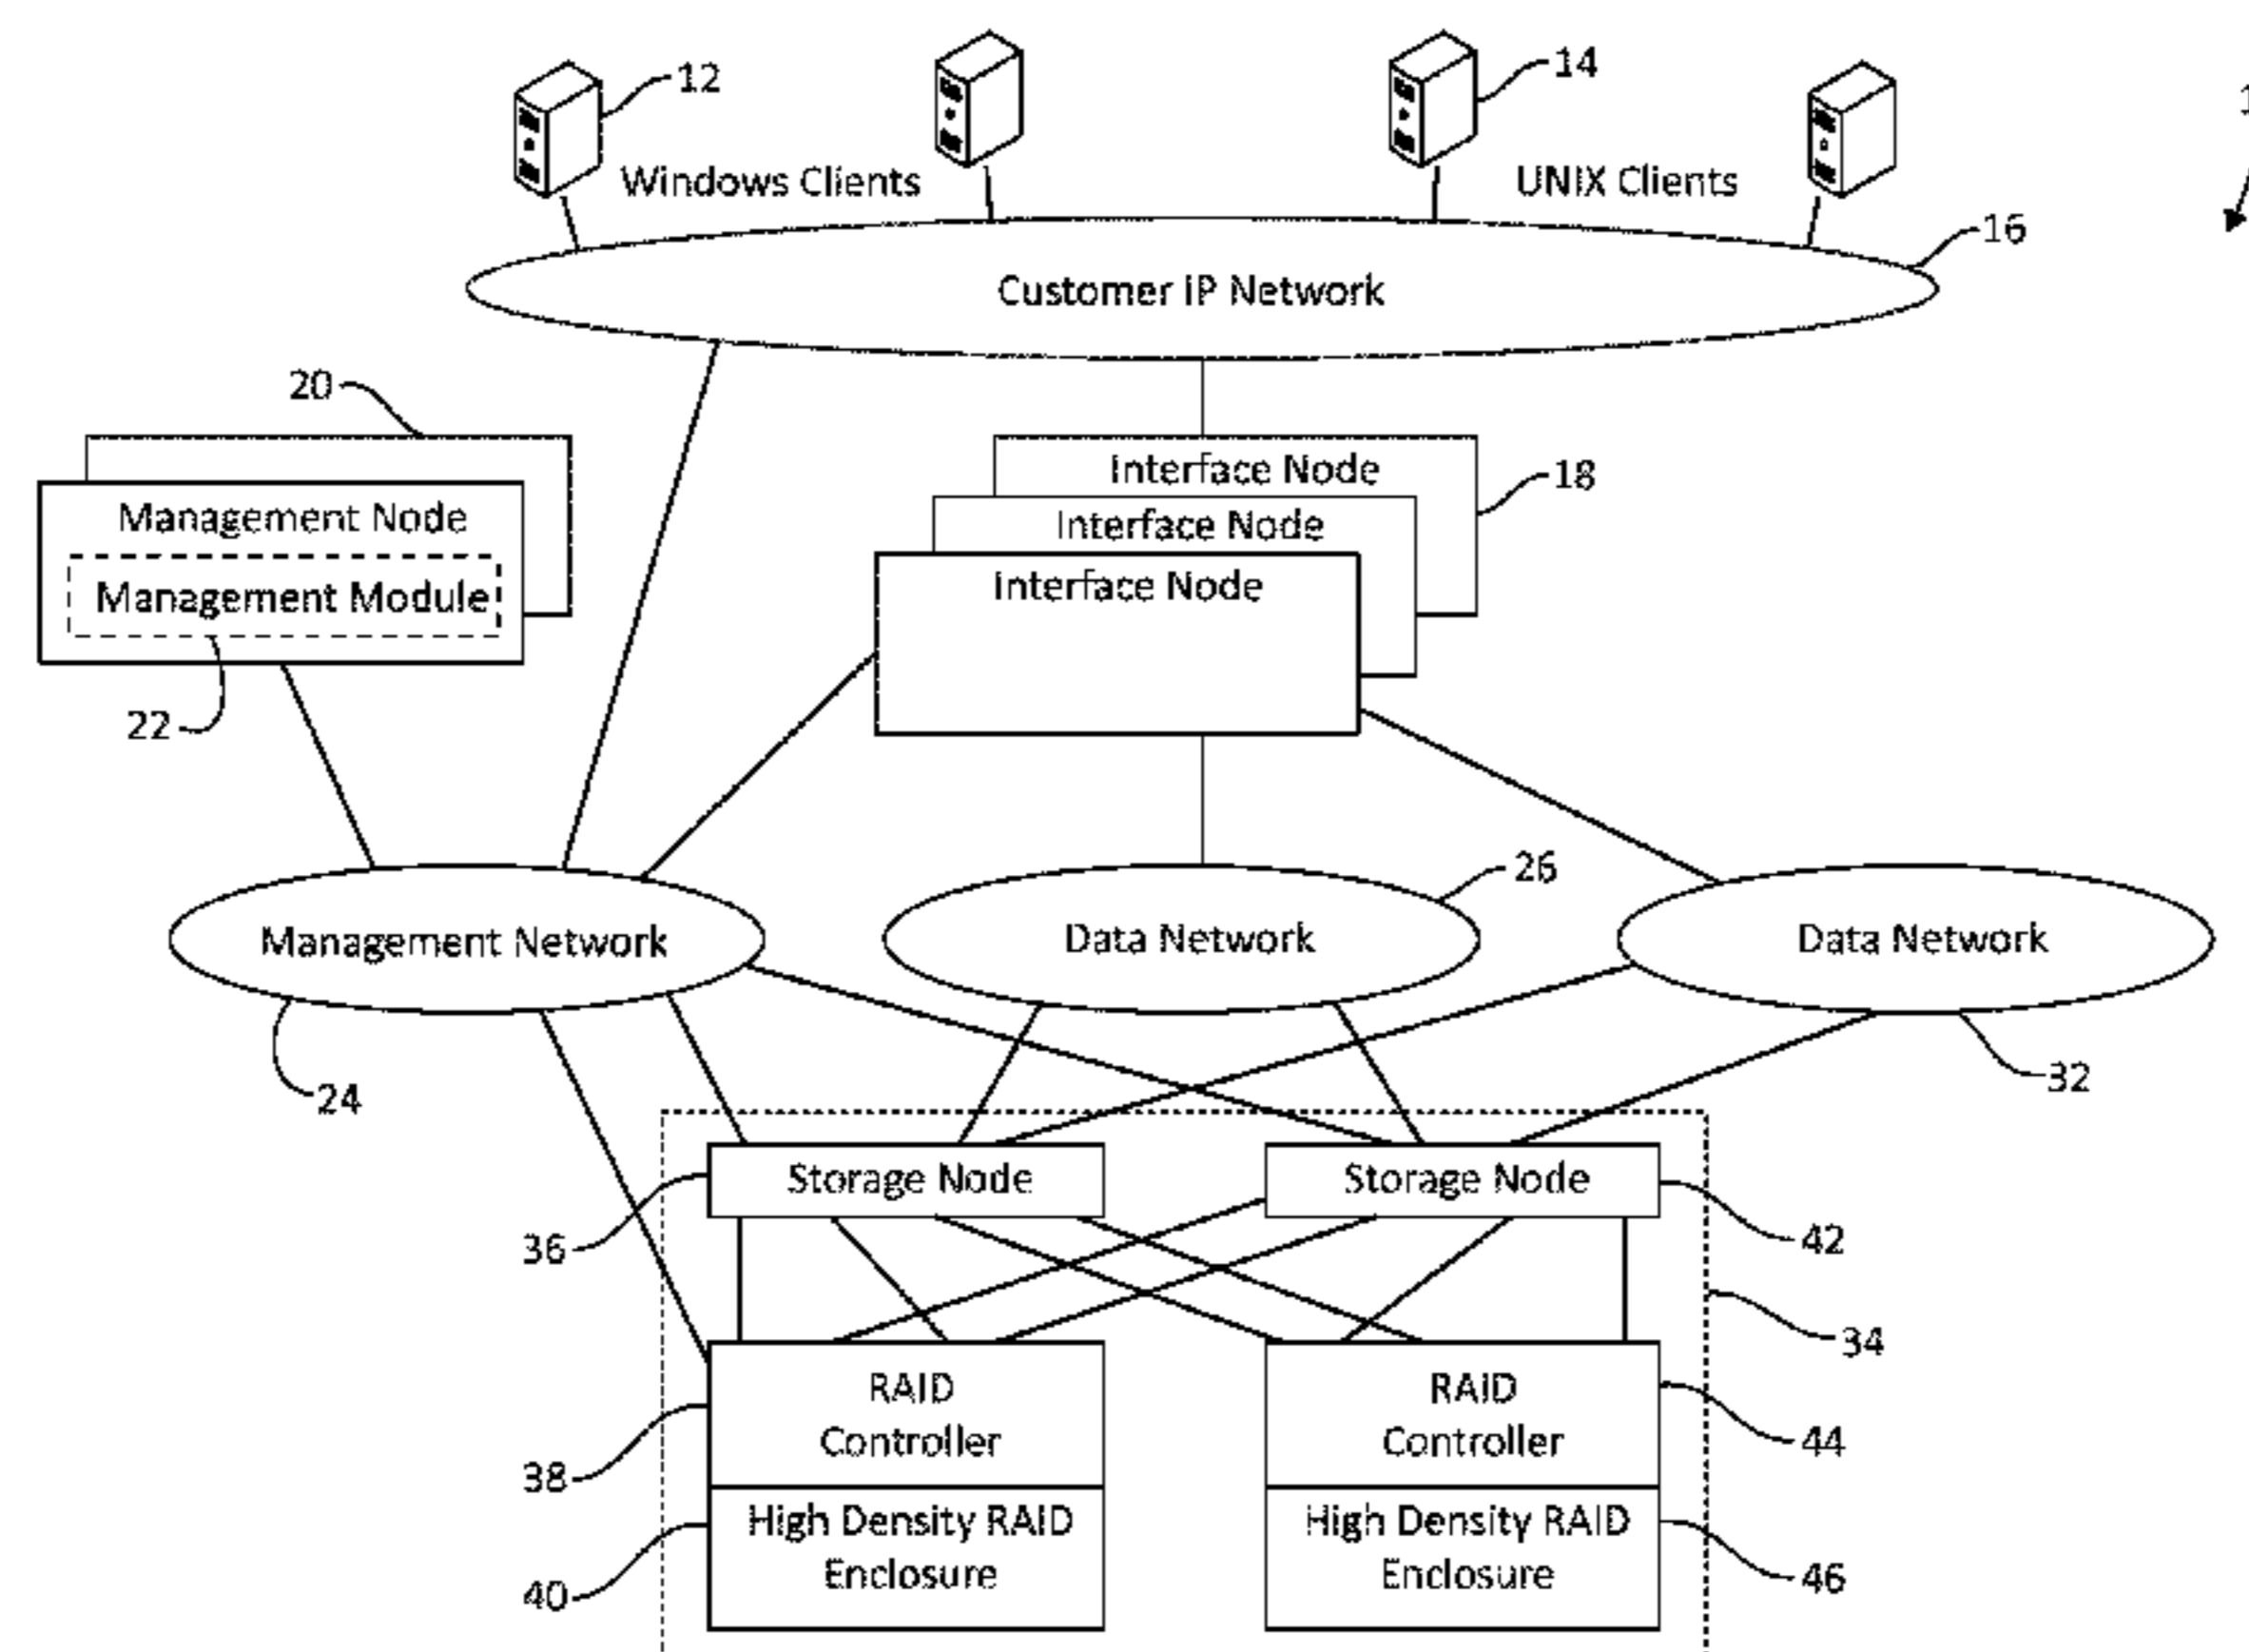 12
14
1
Windows Clients
UNIX Clients
16
Customer IP Network
20
Interface Node
18
Management Node
Interface Node
Management Module
Interface Node
22
26
Management Network
Data Network
Data Network
24
32
Storage Node
Storage Node
36
42
34
RAID
Controller
RAID
Controller
38
44
High Density RAID
Enclosure
High Density RAID
Enclosure
40
46